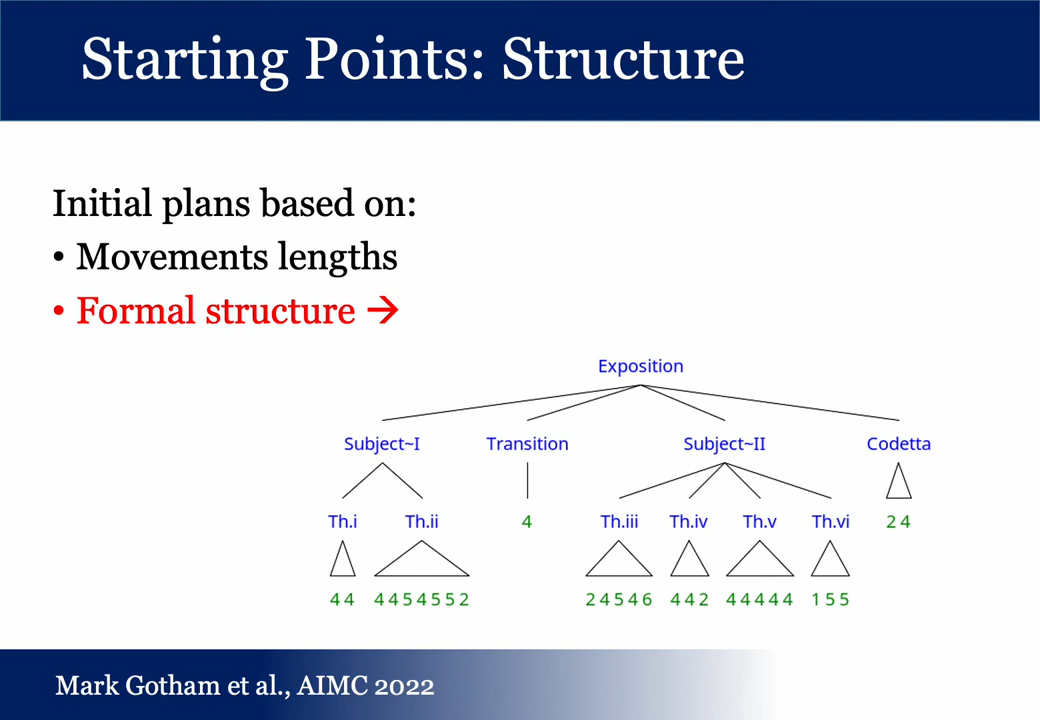 Starting Points: Structure
Initial plans based on:
• Movements lengths
• Formal structure →
Exposition
Subject~I Transition Subject~II Codetta
Th.i Th.ii 4 Th.iii Th.iv Th.v Th.vi 2 4
4 4 4 4 5 4 5 5 2 2 4 5 4 6 4 4 2 4 4 4 4 4 1 5 5
Mark Gotham et al., AIMC 2022